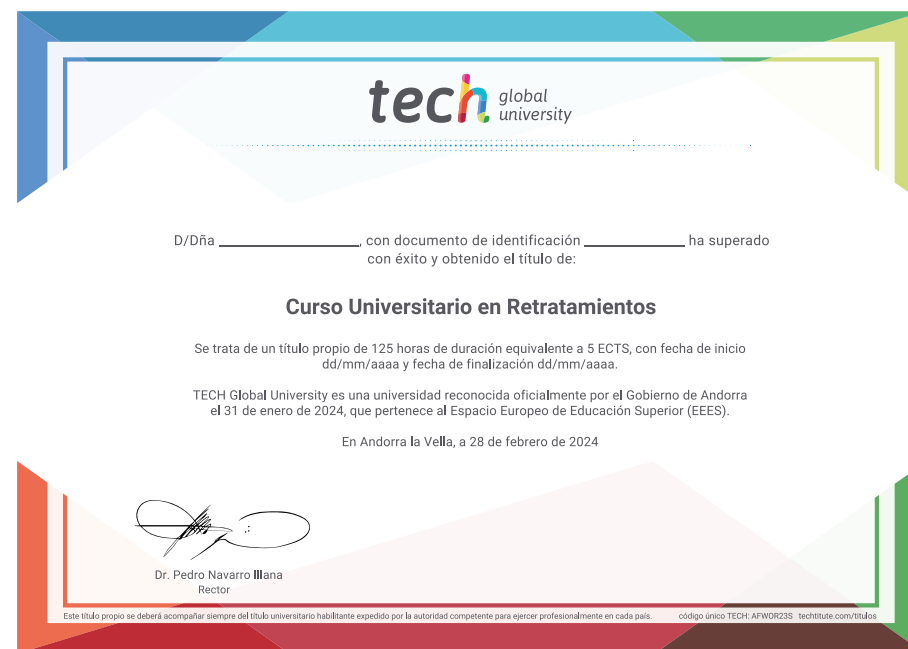 tech global university
D/Dña ____________________, con documento de identificación ______________ ha superado
con éxito y obtenido el título de:
Curso Universitario en Retratamientos
Se trata de un título propio de 125 horas de duración equivalente a 5 ECTS, con fecha de inicio
dd/mm/aaaa y fecha de finalización dd/mm/aaaa.
TECH Global University es una universidad reconocida oficialmente por el Gobierno de Andorra
el 31 de enero de 2024, que pertenece al Espacio Europeo de Educación Superior (EEES).
En Andorra la Vella, a 28 de febrero de 2024
Dr. Pedro Navarro Illana
Rector
Este título propio se deberá acompañar siempre del título universitario habilitante expedido por la autoridad competente para ejercer profesionalmente en cada país. código único TECH: AFWOR23S techtitute.com/titulos